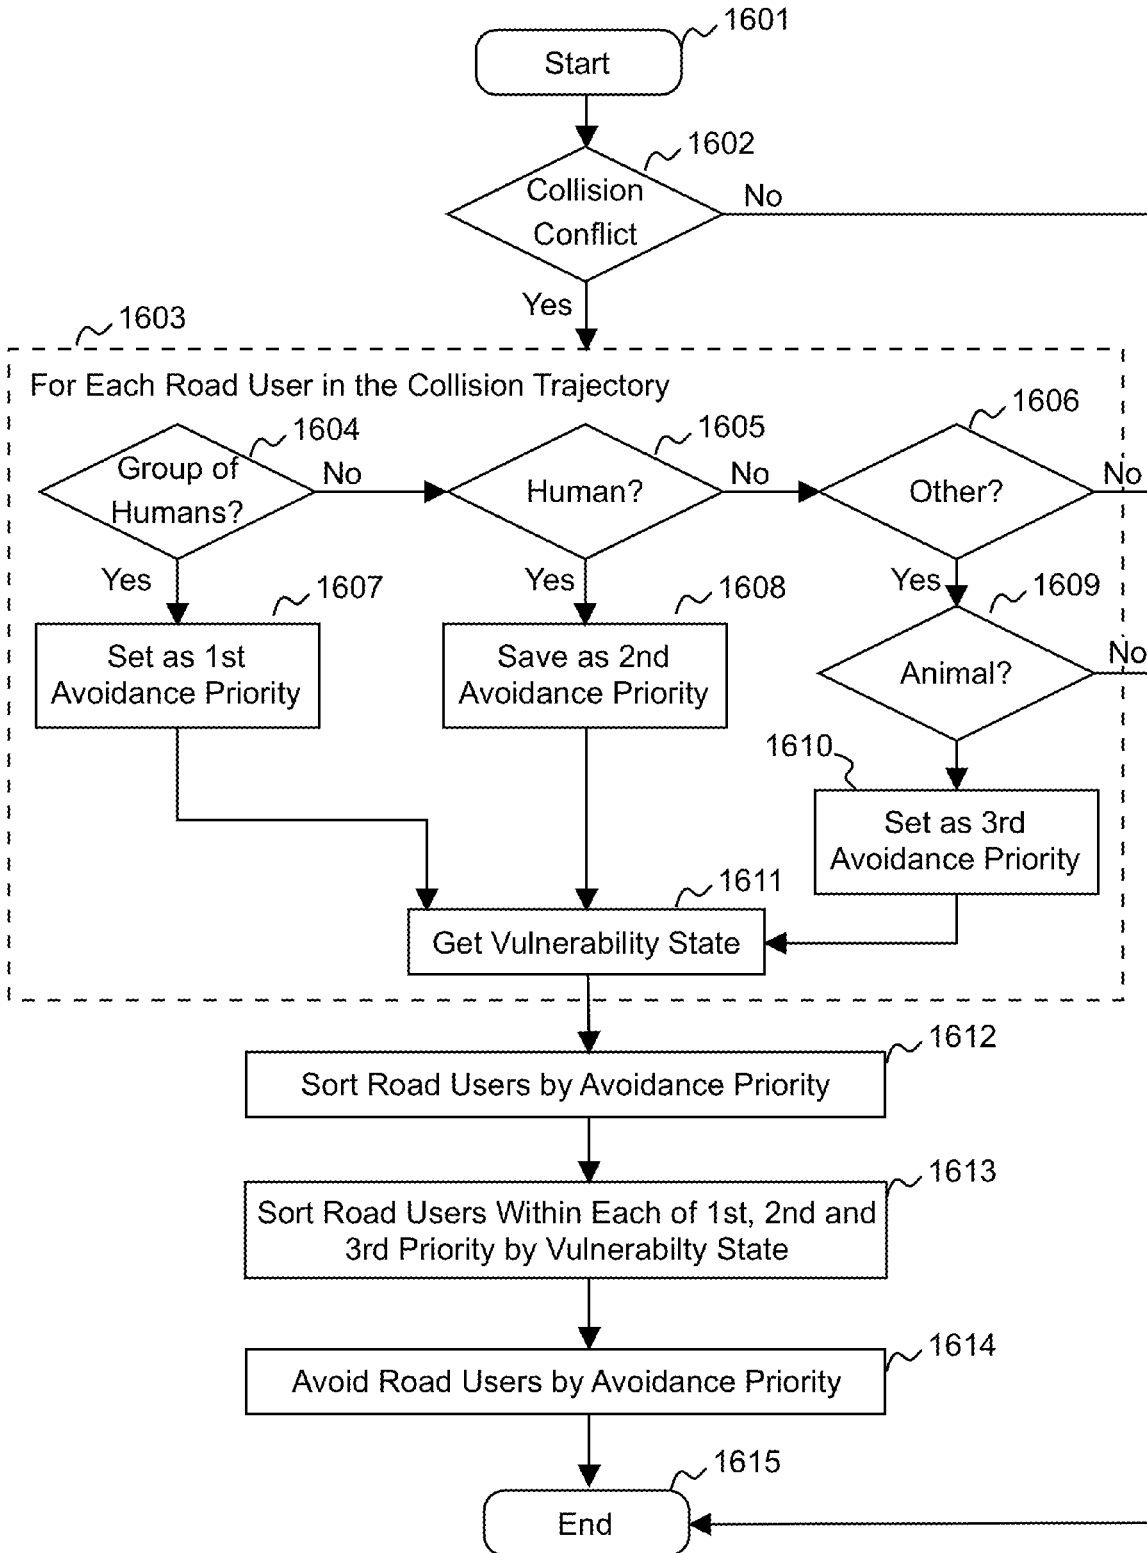 1601
Start
1602
Collision
Conflict
No
Yes
1603
For Each Road User in the Collision Trajectory
1604
1605
1606
Group of
Humans?
No
Human?
No
Other?
No
Yes
Yes
Yes
1607
1608
1609
Set as 1st
Avoidance Priority
Save as 2nd
Avoidance Priority
Animal?
No
1610
Set as 3rd
Avoidance Priority
1611
Get Vulnerability State
1612
Sort Road Users by Avoidance Priority
1613
Sort Road Users Within Each of 1st, 2nd and
3rd Priority by Vulnerabilty State
1614
Avoid Road Users by Avoidance Priority
1615
End